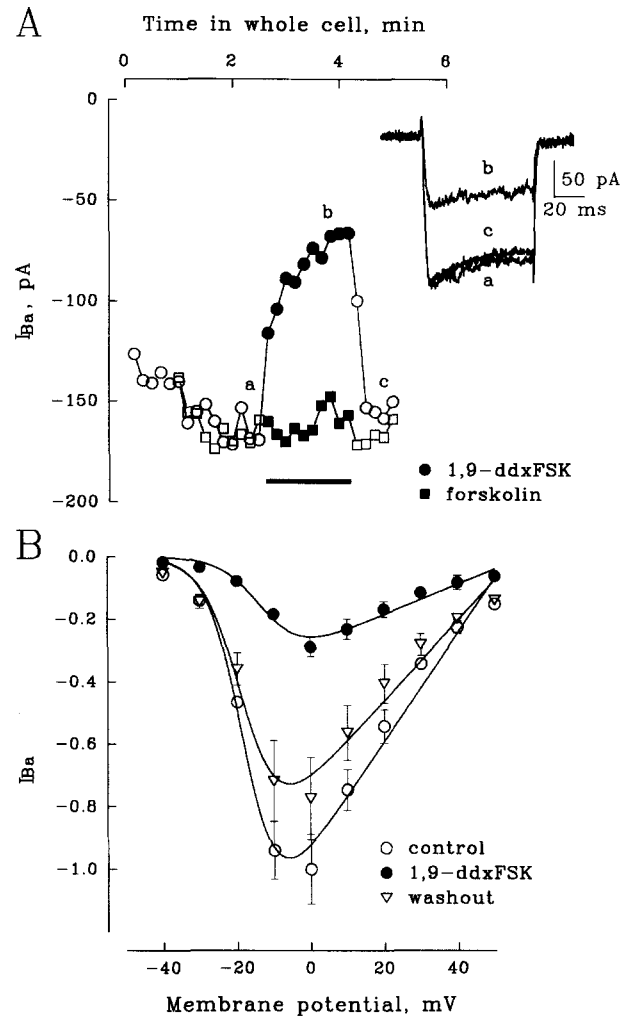 A
Time in whole cell, min
0 2 4 6
0
b
50 pA
20 ms
-50
b
c
a
I_Ba, pA
-100
a
c
-150
1,9-ddxFSK
forskolin
-200
B
0.0
-0.2
-0.4
I_Ba
-0.6
-0.8
control
1,9-ddxFSK
washout
-1.0
-40 -20 0 20 40
Membrane potential, mV